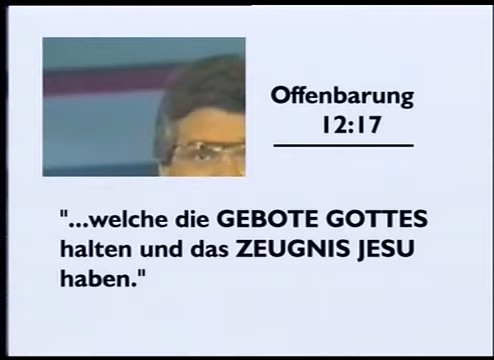 Offenbarung
12:17
"...welche die GEBOTE GOTTES
halten und das ZEUGNIS JESU
haben."